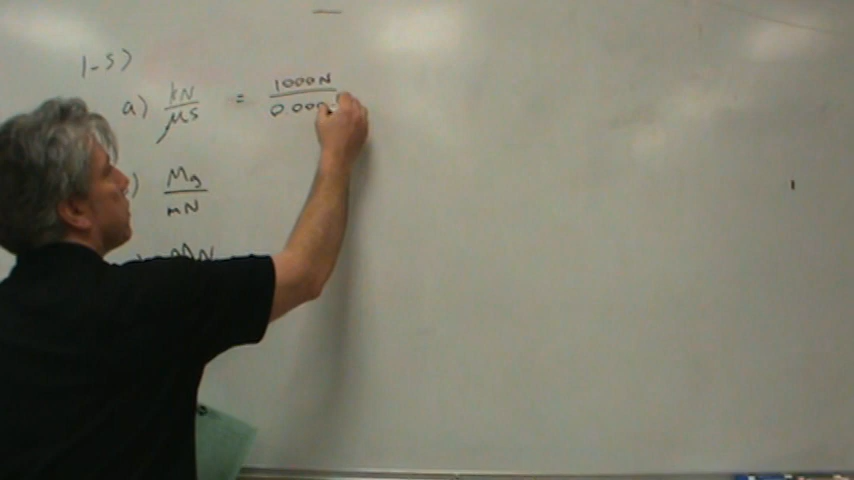 1-5)
a) kN/μs = 1000N/0.000
) Mg/mN